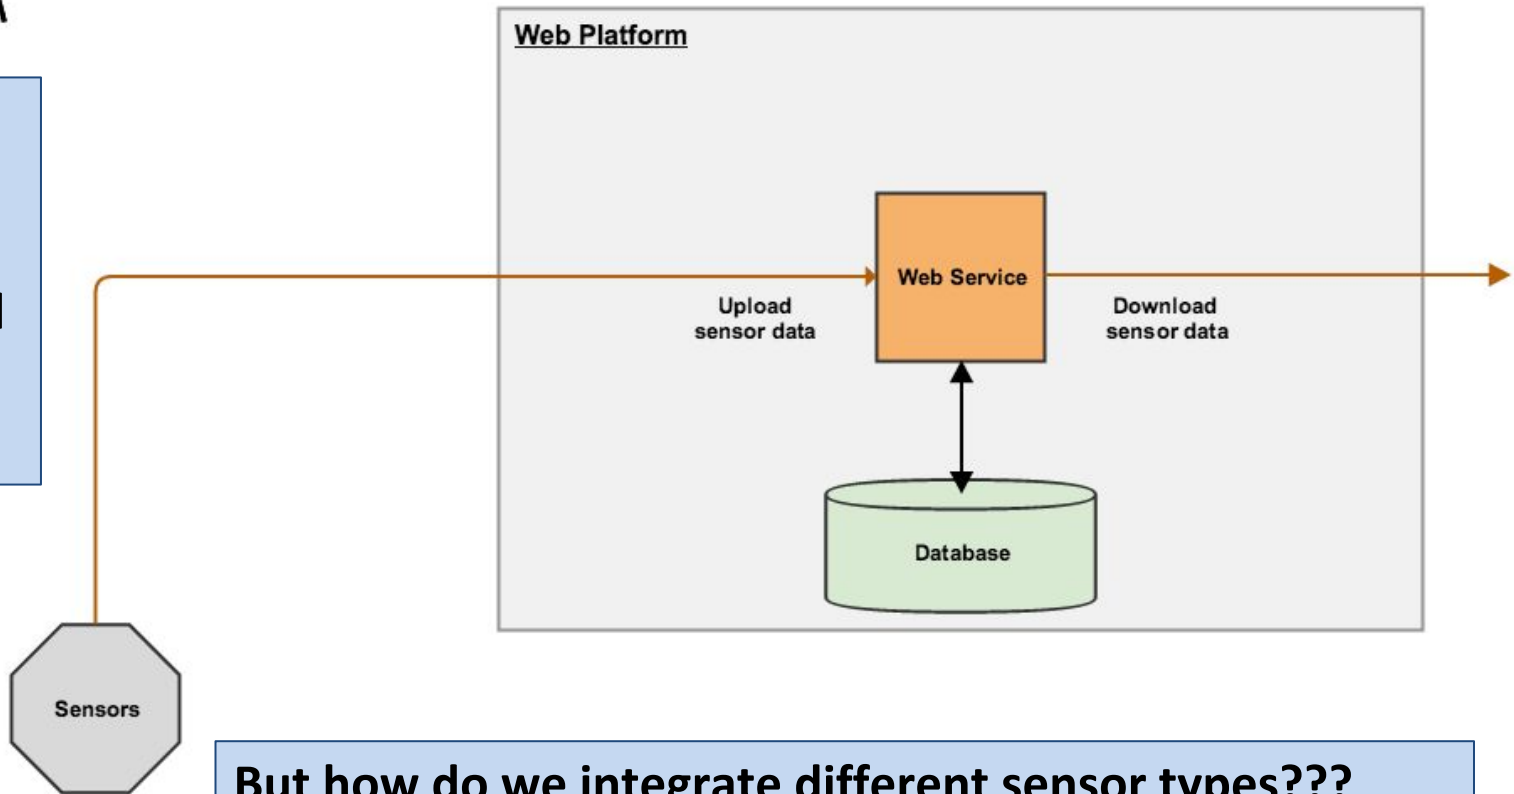 Web Platform
Web Service
Upload
sensor data
Download
sensor data
Database
Sensors
But how do we integrate different sensor types???